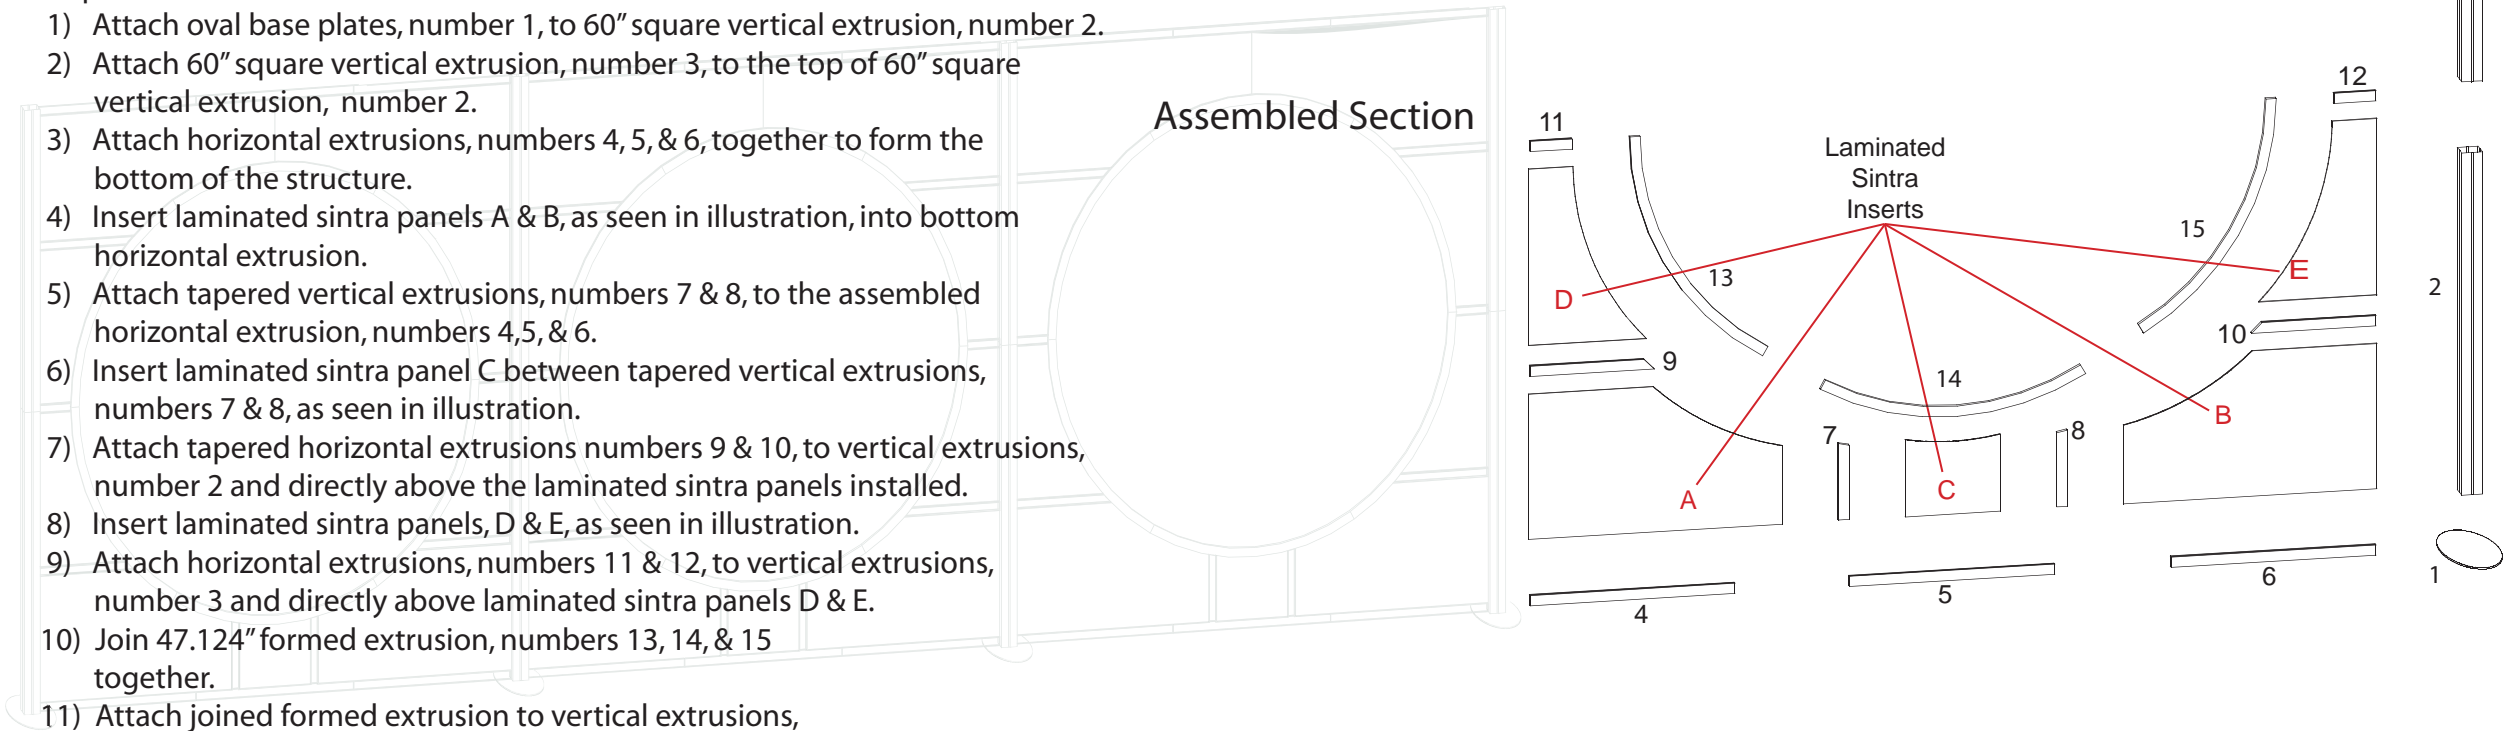 1) Attach oval base plates, number 1, to 60” square vertical extrusion, number 2.
2) Attach 60” square vertical extrusion, number 3, to the top of 60” square
vertical extrusion, number 2.
3) Attach horizontal extrusions, numbers 4, 5, & 6, together to form the
bottom of the structure.
4) Insert laminated sintra panels A & B, as seen in illustration, into bottom
horizontal extrusion.
5) Attach tapered vertical extrusions, numbers 7 & 8, to the assembled
horizontal extrusion, numbers 4,5, & 6.
6) Insert laminated sintra panel C between tapered vertical extrusions,
numbers 7 & 8, as seen in illustration.
7) Attach tapered horizontal extrusions numbers 9 & 10, to vertical extrusions,
number 2 and directly above the laminated sintra panels installed.
8) Insert laminated sintra panels, D & E, as seen in illustration.
9) Attach horizontal extrusions, numbers 11 & 12, to vertical extrusions,
number 3 and directly above laminated sintra panels D & E.
10) Join 47.124” formed extrusion, numbers 13, 14, & 15
together.
11) Attach joined formed extrusion to vertical extrusions,
Assembled Section
11
12
Laminated
Sintra
Inserts
15
13
D
E
2
10
9
14
B
7
8
A
C
1
6
5
4